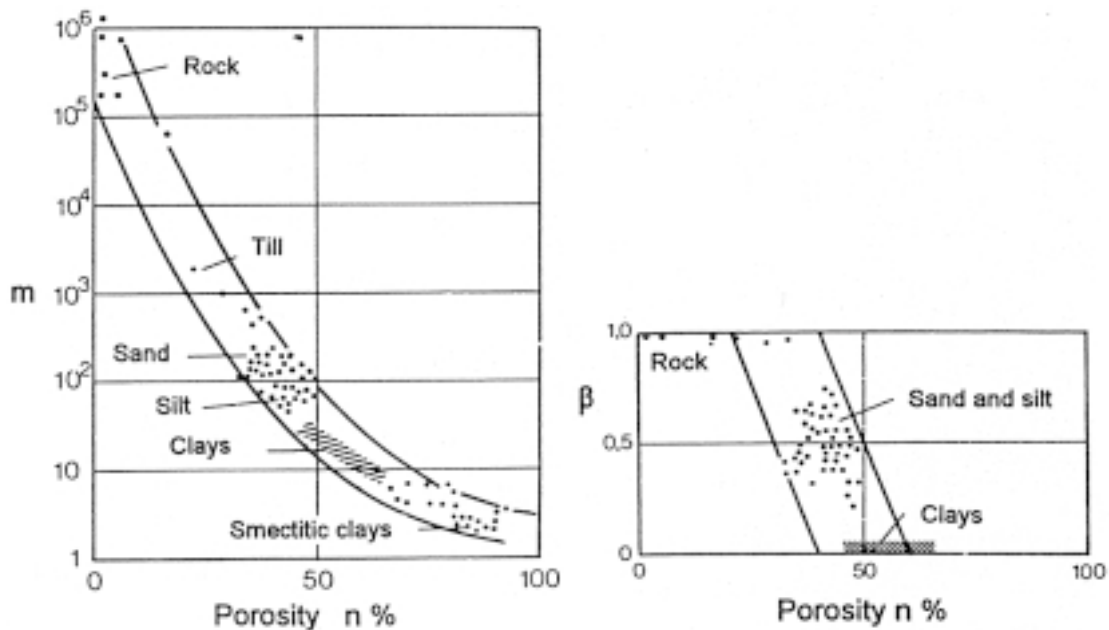 10⁶
Rock
10⁵
10⁴
Till
m
10³
Sand
10²
Silt
Clays
10
Smectitic clays
1
0
50
100
Porosity n %
1,0
Rock
β
Sand and silt
0,5
Clays
0
0
50
100
Porosity n %